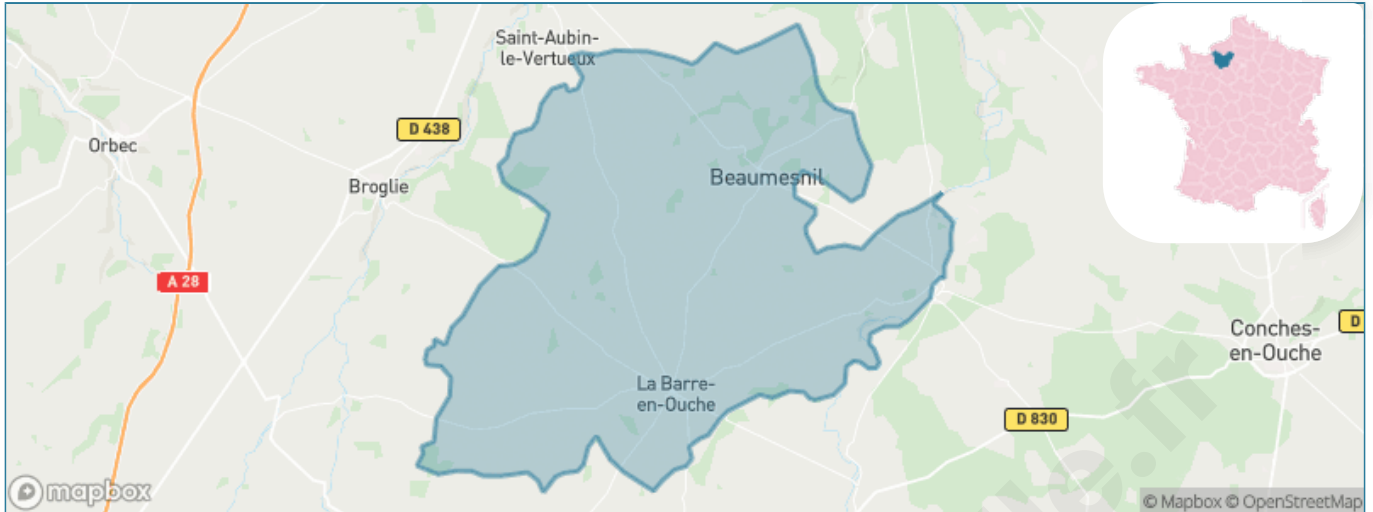 Saint-Aubin-
le-Vertueux
D 438
Orbec
Broglie
Beaumesnil
A 28
Conches-
en-Ouche
D
La Barre-
en-Ouche
D 830
mapbox
© Mapbox © OpenStreetMap